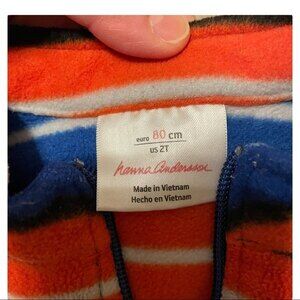 euro 80 cm
us 2T
hanna andersson
Made in Vietnam
Hecho en Vietnam